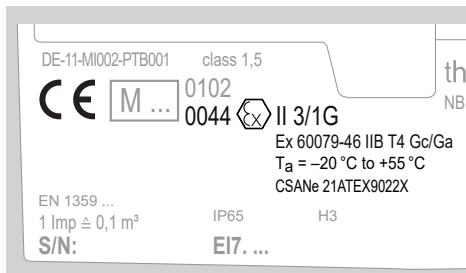 DE-11-MI002-PTB001 class 1,5
th
CE M ... 0102
NB
0044 Ex II 3/1G
Ex 60079-46 IIB T4 Gc/Ga
Ta = –20 °C to +55 °C
CSANe 21ATEX9022X
EN 1359 ...
1 Imp ≙ 0,1 m³ IP65 H3
S/N: EI7. ...